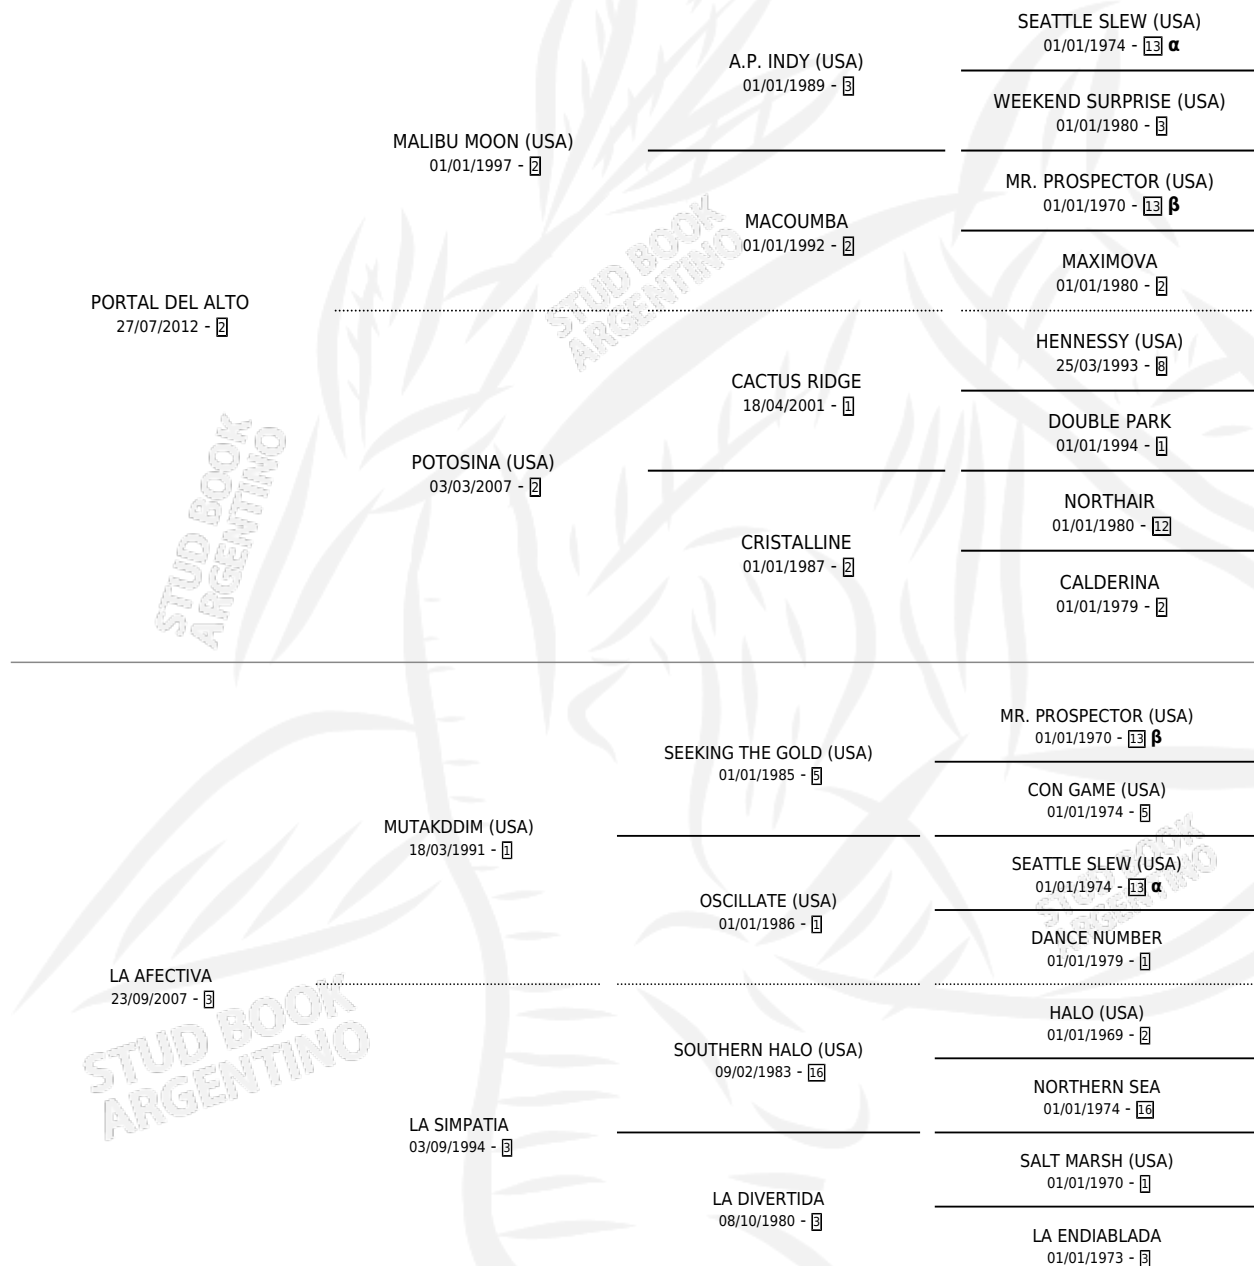 SEATTLE SLEW (USA)
01/01/1974 - 13 α
A.P. INDY (USA)
01/01/1989 - 3
WEEKEND SURPRISE (USA)
01/01/1980 - 3
MALIBU MOON (USA)
01/01/1997 - 2
MR. PROSPECTOR (USA)
01/01/1970 - 13 β
MACOUMBA
01/01/1992 - 2
MAXIMOVA
01/01/1980 - 2
PORTAL DEL ALTO
27/07/2012 - 2
HENNESSY (USA)
25/03/1993 - 8
CACTUS RIDGE
18/04/2001 - 1
DOUBLE PARK
01/01/1994 - 1
POTOSINA (USA)
03/03/2007 - 2
NORTHAIR
01/01/1980 - 12
CRISTALLINE
01/01/1987 - 2
CALDERINA
01/01/1979 - 2
MR. PROSPECTOR (USA)
01/01/1970 - 13 β
SEEKING THE GOLD (USA)
01/01/1985 - 5
CON GAME (USA)
01/01/1974 - 5
MUTAKDDIM (USA)
18/03/1991 - 1
SEATTLE SLEW (USA)
01/01/1974 - 13 α
OSCILLATE (USA)
01/01/1986 - 1
DANCE NUMBER
01/01/1979 - 1
LA AFECTIVA
23/09/2007 - 3
HALO (USA)
01/01/1969 - 2
SOUTHERN HALO (USA)
09/02/1983 - 16
NORTHERN SEA
01/01/1974 - 16
LA SIMPATIA
03/09/1994 - 3
SALT MARSH (USA)
01/01/1970 - 1
LA DIVERTIDA
08/10/1980 - 3
LA ENDIABLADA
01/01/1973 - 3
STUD BOOK
ARGENTINO
STUD BOOK
ARGENTINO
STUD BOOK
ARGENTINO
STUD BOOK
ARGENTINO